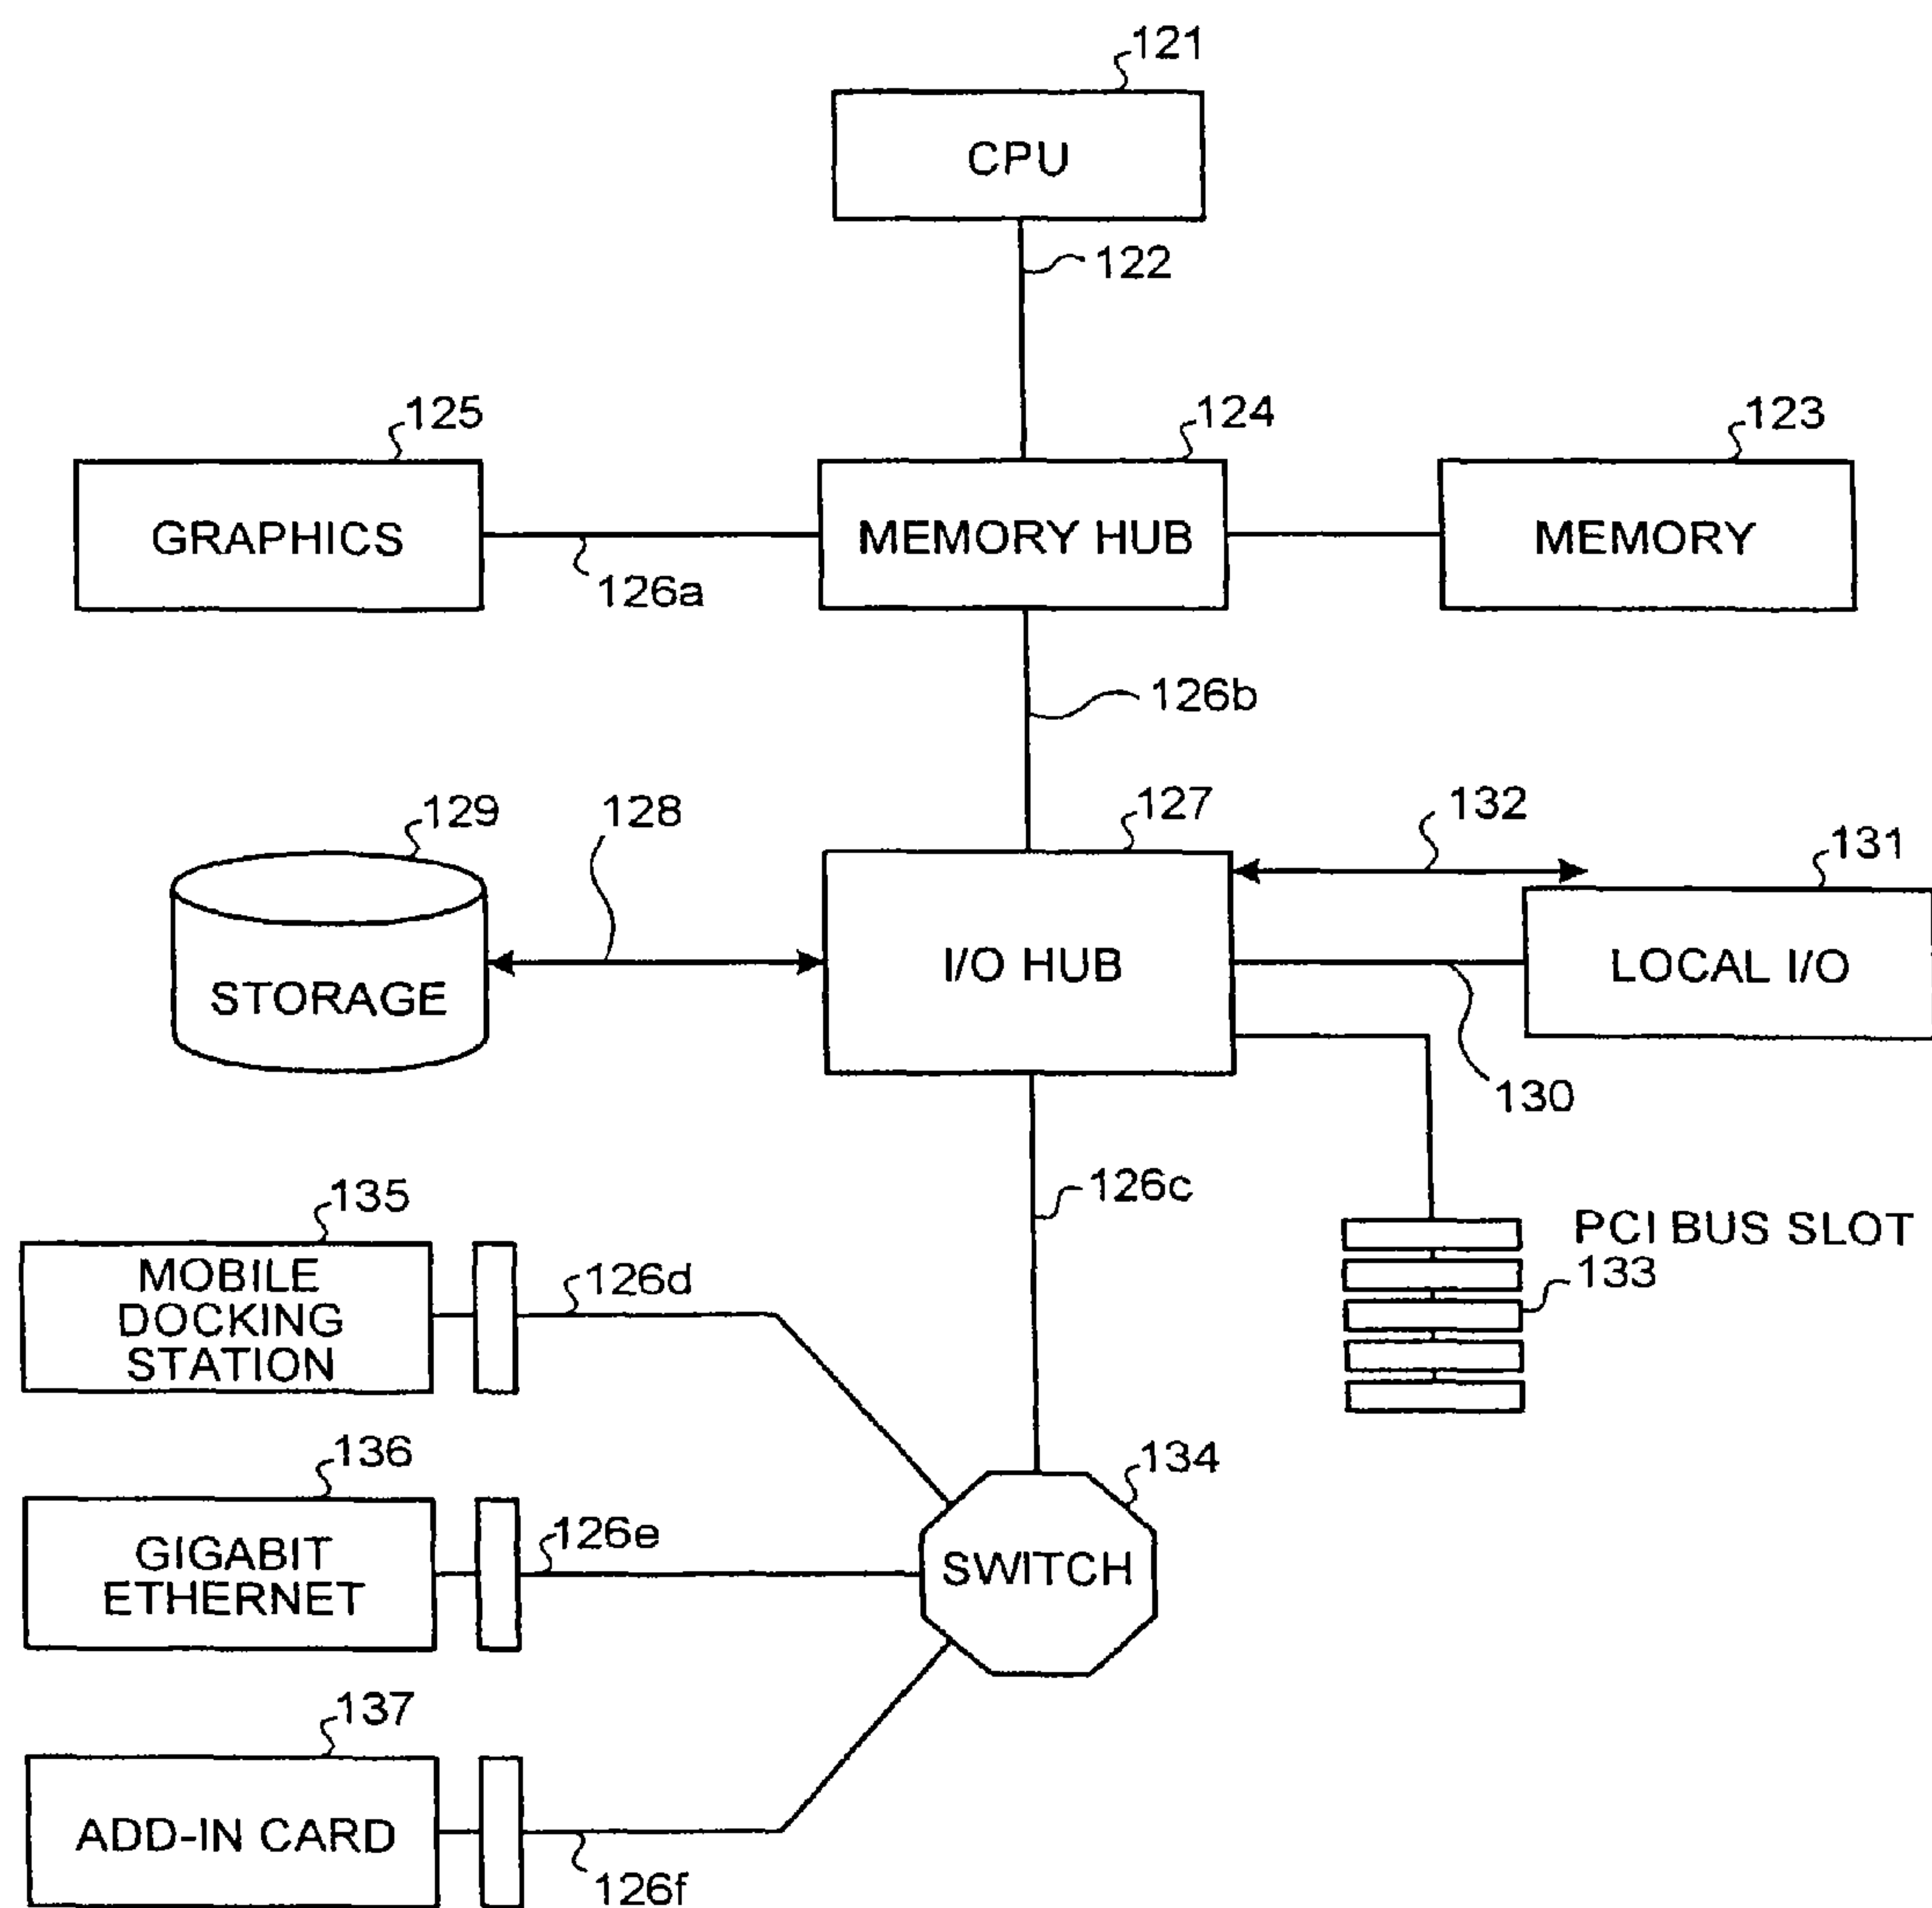 121
CPU
122
125
124
123
GRAPHICS
MEMORY HUB
MEMORY
126a
126b
129
128
127
132
131
STORAGE
I/O HUB
LOCAL I/O
130
135
126c
MOBILE
DOCKING
STATION
126d
PCI BUS SLOT
133
136
134
GIGABIT
ETHERNET
126e
SWITCH
137
ADD-IN CARD
126f